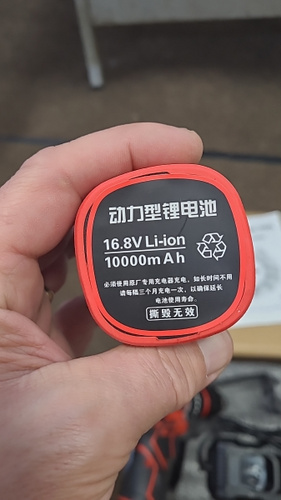 动力型锂电池
16.8V Li-ion
10000mAh
必须使用原厂专用充电器充电，如长时间不用
请每隔三个月充电一次，以确保延长
电池使用寿命
撕毁无效